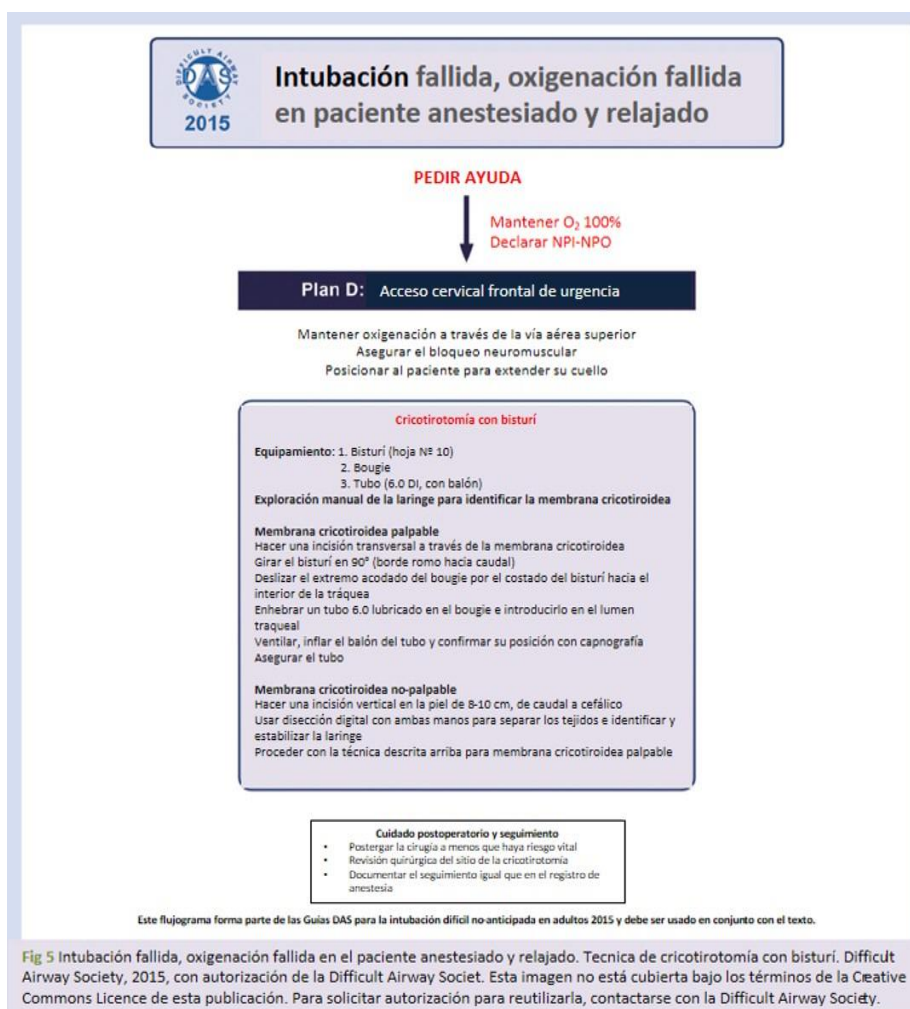 DIFFICULT AIRWAY
DAS
SOCIETY
2015
Intubación fallida, oxigenación fallida
en paciente anestesiado y relajado
PEDIR AYUDA
Mantener O₂ 100%
Declarar NPI-NPO
Plan D: Acceso cervical frontal de urgencia
Mantener oxigenación a través de la vía aérea superior
Asegurar el bloqueo neuromuscular
Posicionar al paciente para extender su cuello
Cricotirotomía con bisturí
Equipamiento: 1. Bisturí (hoja Nº 10)
2. Bougie
3. Tubo (6.0 DI, con balón)
Exploración manual de la laringe para identificar la membrana cricotiroidea
Membrana cricotiroidea palpable
Hacer una incisión transversal a través de la membrana cricotiroidea
Girar el bisturí en 90° (borde romo hacia caudal)
Deslizar el extremo acodado del bougie por el costado del bisturí hacia el
interior de la tráquea
Enhebrar un tubo 6.0 lubricado en el bougie e introducirlo en el lumen
traqueal
Ventilar, inflar el balón del tubo y confirmar su posición con capnografía
Asegurar el tubo
Membrana cricotiroidea no-palpable
Hacer una incisión vertical en la piel de 8-10 cm, de caudal a cefálico
Usar disección digital con ambas manos para separar los tejidos e identificar y
estabilizar la laringe
Proceder con la técnica descrita arriba para membrana cricotiroidea palpable
Cuidado postoperatorio y seguimiento
• Postergar la cirugía a menos que haya riesgo vital
• Revisión quirúrgica del sitio de la cricotirotomía
• Documentar el seguimiento igual que en el registro de
anestesia
Este flujograma forma parte de las Guías DAS para la intubación difícil no-anticipada en adultos 2015 y debe ser usado en conjunto con el texto.
Fig 5 Intubación fallida, oxigenación fallida en el paciente anestesiado y relajado. Tecnica de cricotirotomía con bisturí. Difficult
Airway Society, 2015, con autorización de la Difficult Airway Societ. Esta imagen no está cubierta bajo los términos de la Creative
Commons Licence de esta publicación. Para solicitar autorización para reutilizarla, contactarse con la Difficult Airway Society.